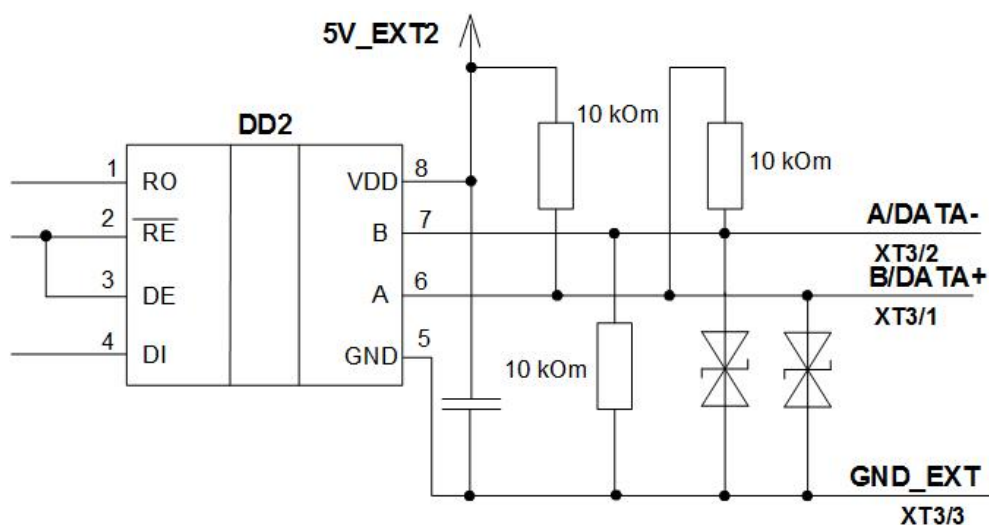 5V_EXT2
10 kOm
10 kOm
DD2
1 RO VDD 8
2 RE B 7
A/DATA-
XT3/2
3 DE A 6
B/DATA+
XT3/1
4 DI GND 5
10 kOm
GND_EXT
XT3/3